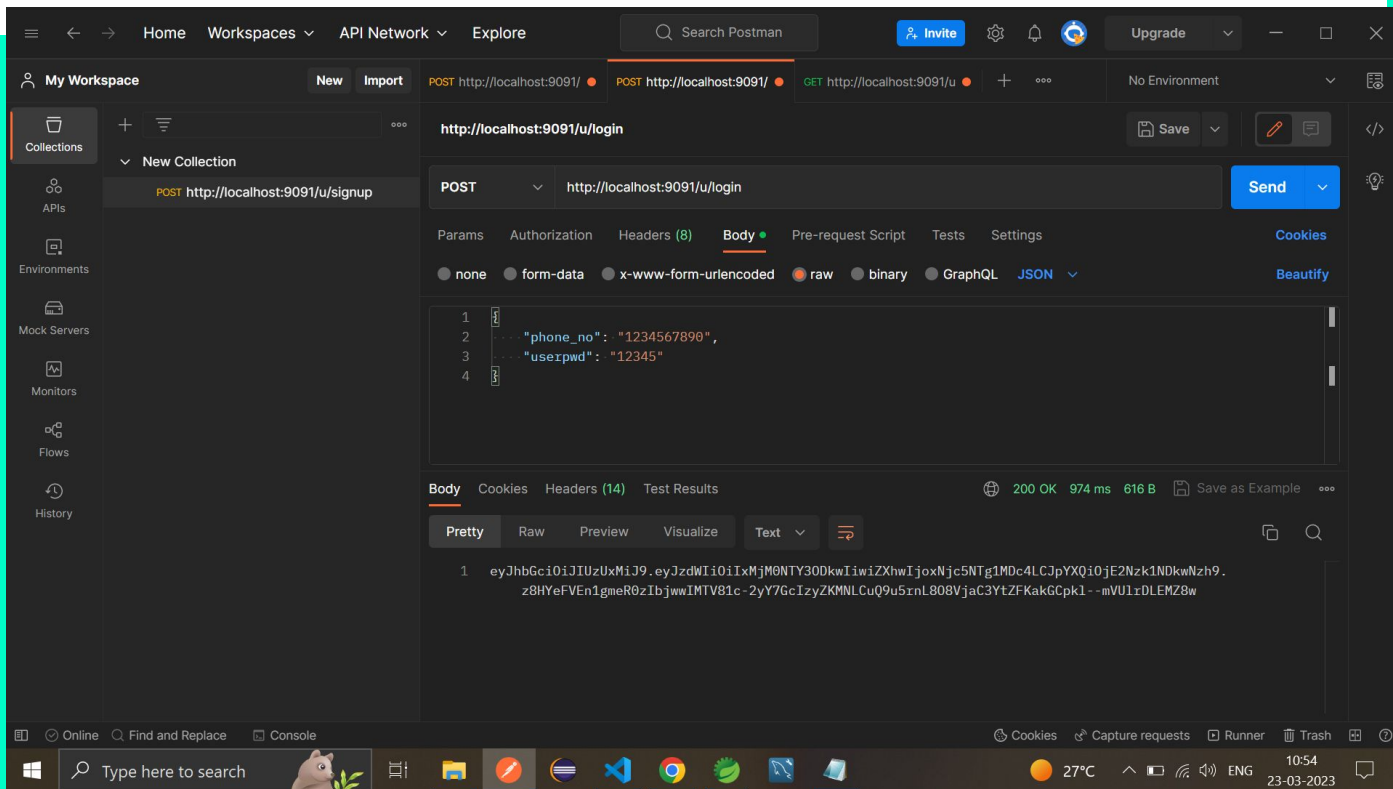 Home Workspaces API Network Explore Search Postman Invite Upgrade
My Workspace New Import POST http://localhost:9091/ POST http://localhost:9091/ GET http://localhost:9091/u No Environment
Collections
http://localhost:9091/u/login Save
New Collection
POST http://localhost:9091/u/signup
POST http://localhost:9091/u/login Send
APIs
Params Authorization Headers (8) Body Pre-request Script Tests Settings Cookies
Environments
none form-data x-www-form-urlencoded raw binary GraphQL JSON Beautify
Mock Servers
1 {
2 "phone_no": "1234567890",
3 "userpwd": "12345"
4 }
Monitors
Flows
History
Body Cookies Headers (14) Test Results 200 OK 974 ms 616 B Save as Example
Pretty Raw Preview Visualize Text
1 eyJhbGciOiJIUzUxMiJ9.eyJzdWIiOiIxMjM0NTY3ODkwIiwiZXhwIjoxNjc5NTg1MDc4LCJpYXQiOjE2Nzk1NDkwNzh9.
z8HYeFVEn1gmeR0zIbjwwIMTV81c-2yY7GcIzyZKMNLCuQ9u5rnL8O8VjaC3YtZFKakGCpkl--mVUlrDLEMZ8w
Online Find and Replace Console Cookies Capture requests Runner Trash
Type here to search 27°C ENG 10:54
23-03-2023